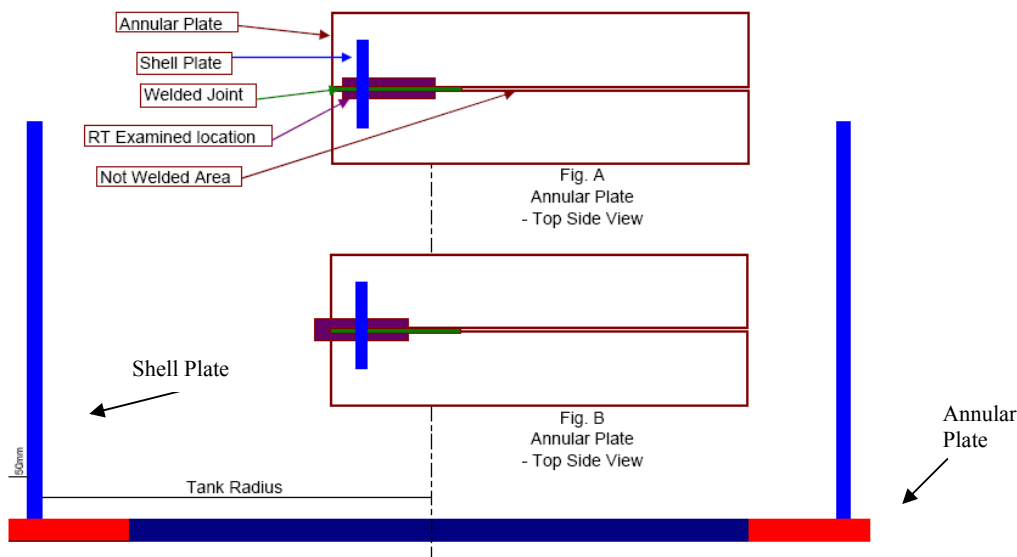 Annular Plate
Shell Plate
Welded Joint
RT Examined location
Not Welded Area
Fig. A
Annular Plate
- Top Side View
Shell Plate
Fig. B
Annular Plate
- Top Side View
Annular
Plate
50mm
Tank Radius